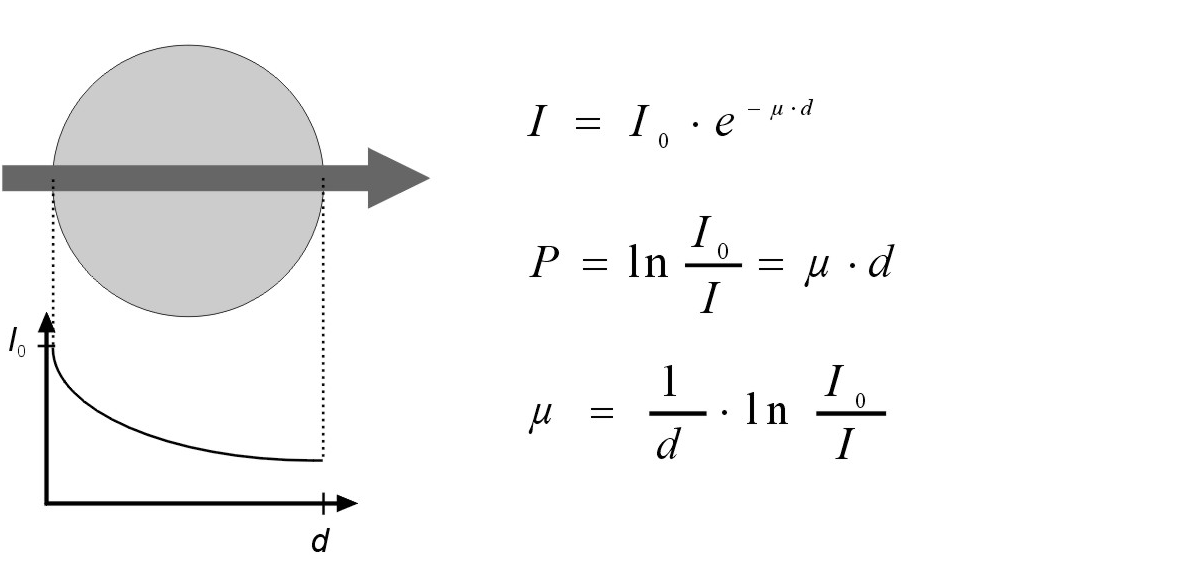 I = I₀ · e^(− μ · d)
P = ln I₀/I = μ · d
I₀
μ = 1/d · ln I₀/I
d